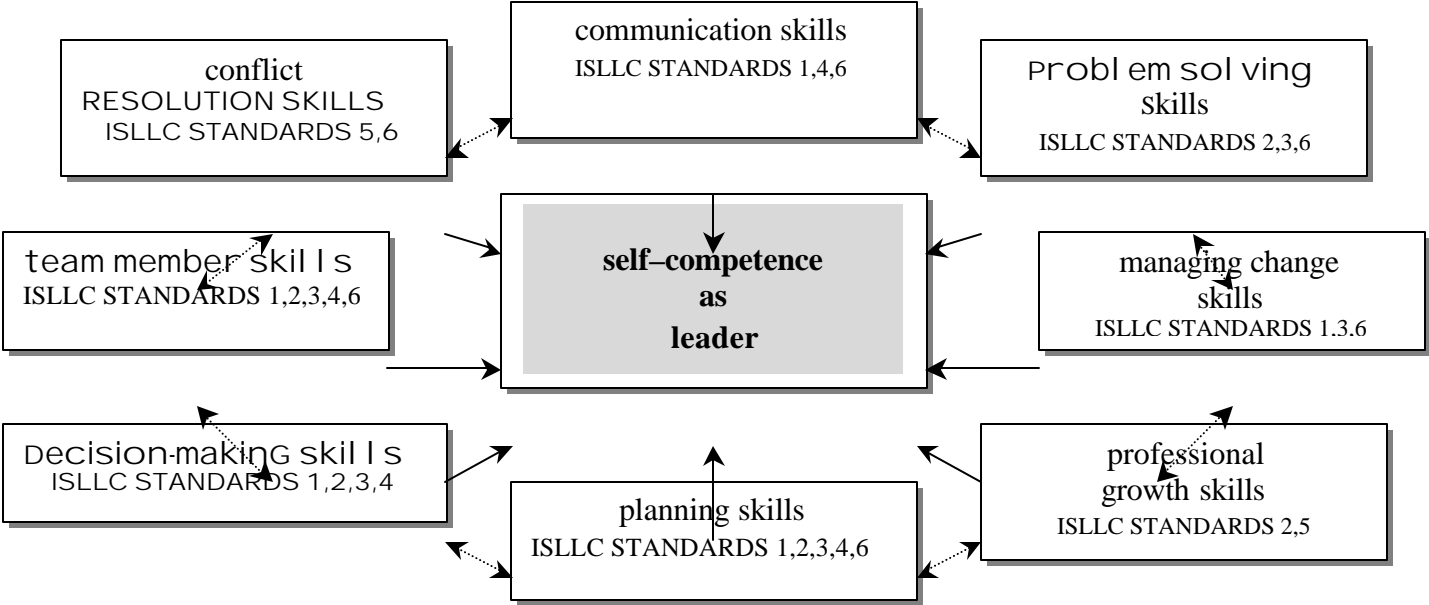 communication skills
ISLLC STANDARDS 1,4,6
conflict
RESOLUTION SKILLS
ISLLC STANDARDS 5,6
Problem solving
Skills
ISLLC STANDARDS 2,3,6
team member skills
ISLLC STANDARDS 1,2,3,4,6
self–competence
as
leader
managing change
skills
ISLLC STANDARDS 1.3.6
Decision-makinG skills
ISLLC STANDARDS 1,2,3,4
planning skills
ISLLC STANDARDS 1,2,3,4,6
professional
growth skills
ISLLC STANDARDS 2,5